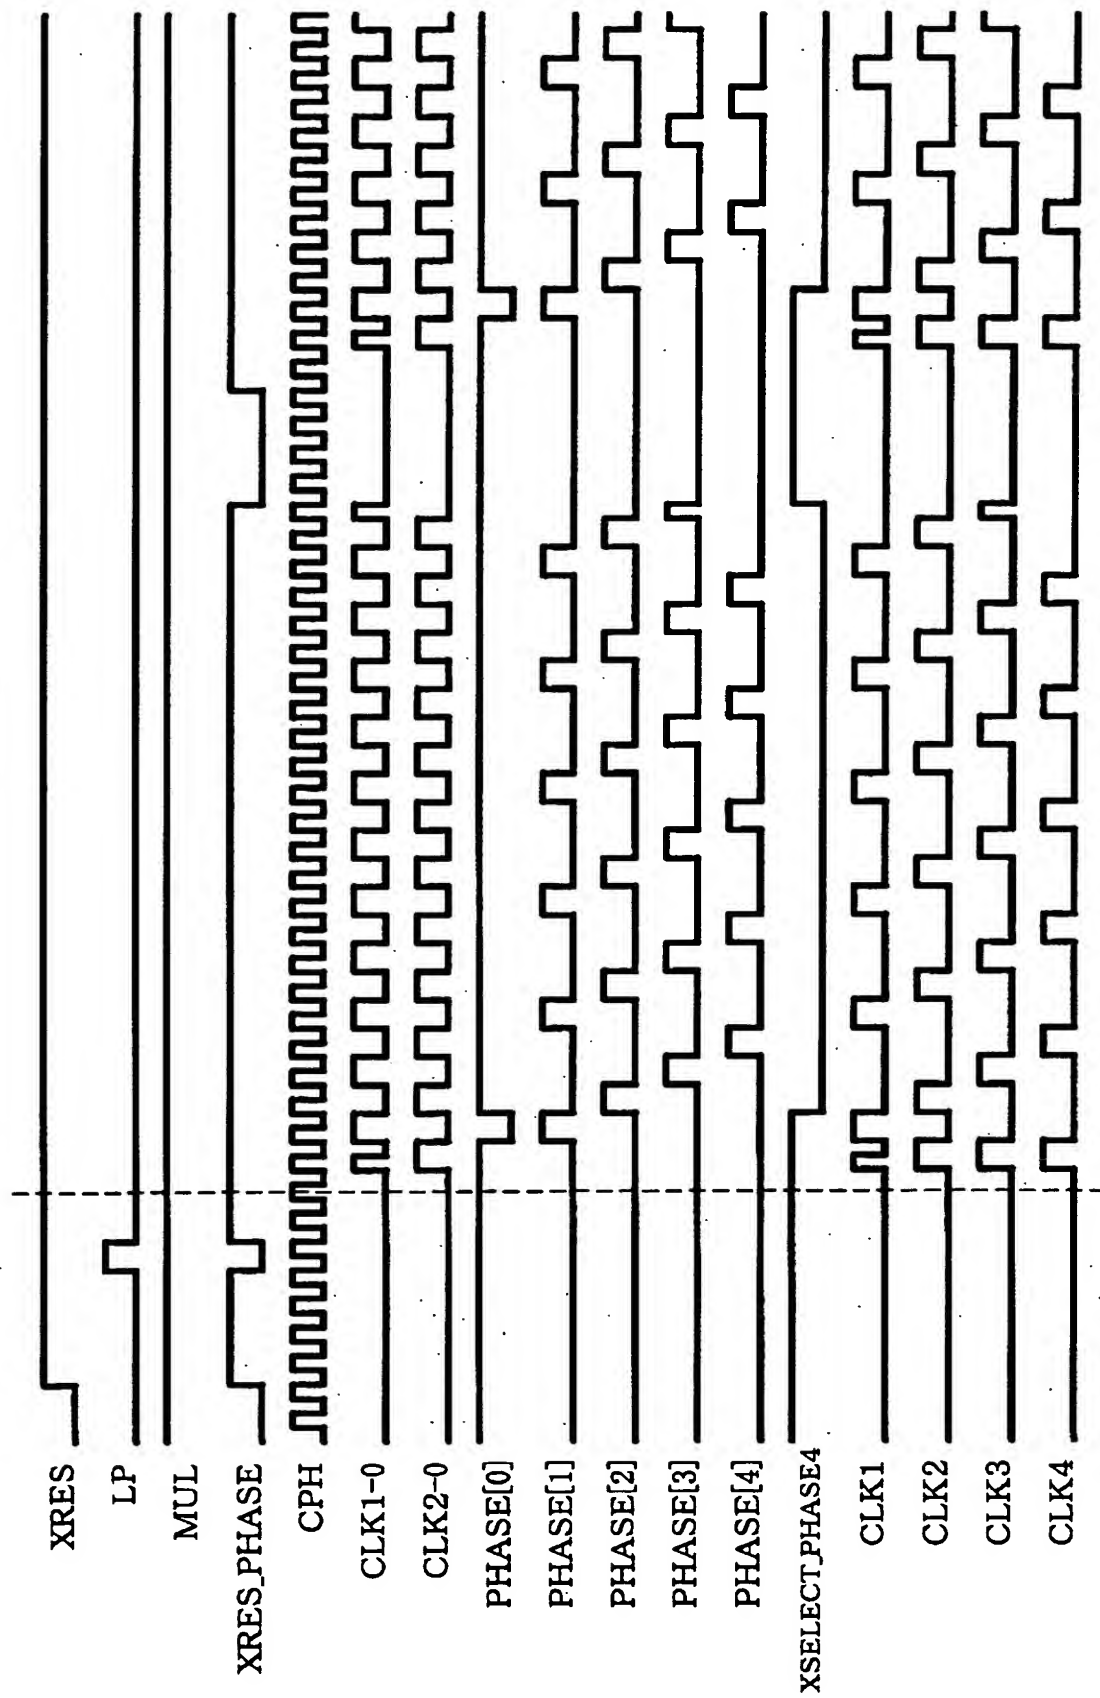 XRES
LP
MUL
XRES_PHASE
CPH
CLK1-0
CLK2-0
PHASE[0]
PHASE[1]
PHASE[2]
PHASE[3]
PHASE[4]
XSELECT_PHASE4
CLK1
CLK2
CLK3
CLK4